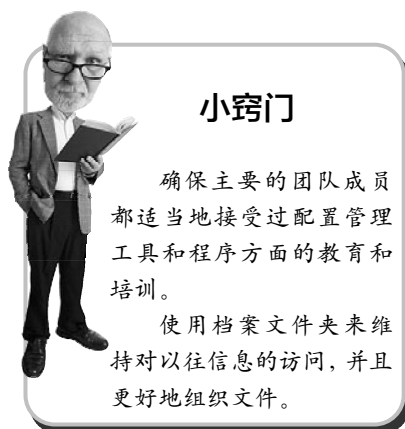 小窍门
确保主要的团队成员
都适当地接受过配置管理
工具和程序方面的教育和
培训。
使用档案文件夹来维
持对以往信息的访问，并且
更好地组织文件。